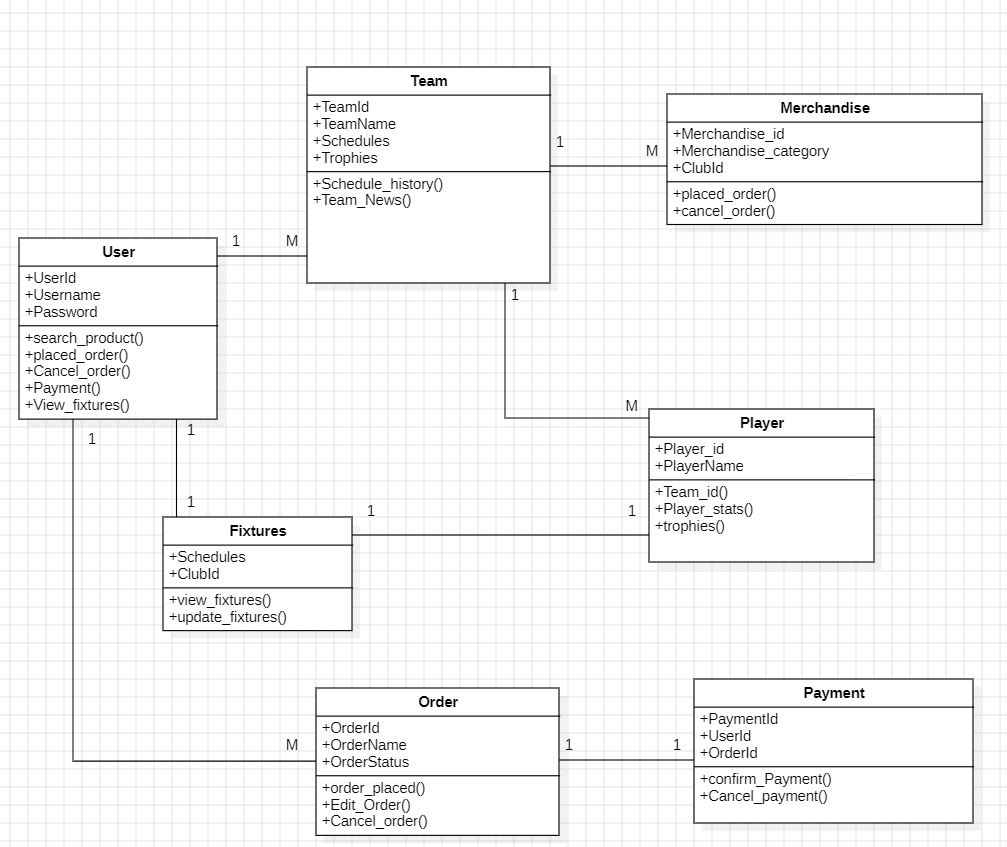 Team
+TeamId
+TeamName
+Schedules
+Trophies
+Schedule_history()
+Team_News()
1
M
Merchandise
+Merchandise_id
+Merchandise_category
+ClubId
+placed_order()
+cancel_order()
User
+UserId
+Username
+Password
+search_product()
+placed_order()
+Cancel_order()
+Payment()
+View_fixtures()
1
M
1
M
Player
+Player_id
+PlayerName
+Team_id()
+Player_stats()
+trophies()
1
1
1
Fixtures
+Schedules
+ClubId
+view_fixtures()
+update_fixtures()
1
1
M
Order
+OrderId
+OrderName
+OrderStatus
+order_placed()
+Edit_Order()
+Cancel_order()
1
1
Payment
+PaymentId
+UserId
+OrderId
+confirm_Payment()
+Cancel_payment()